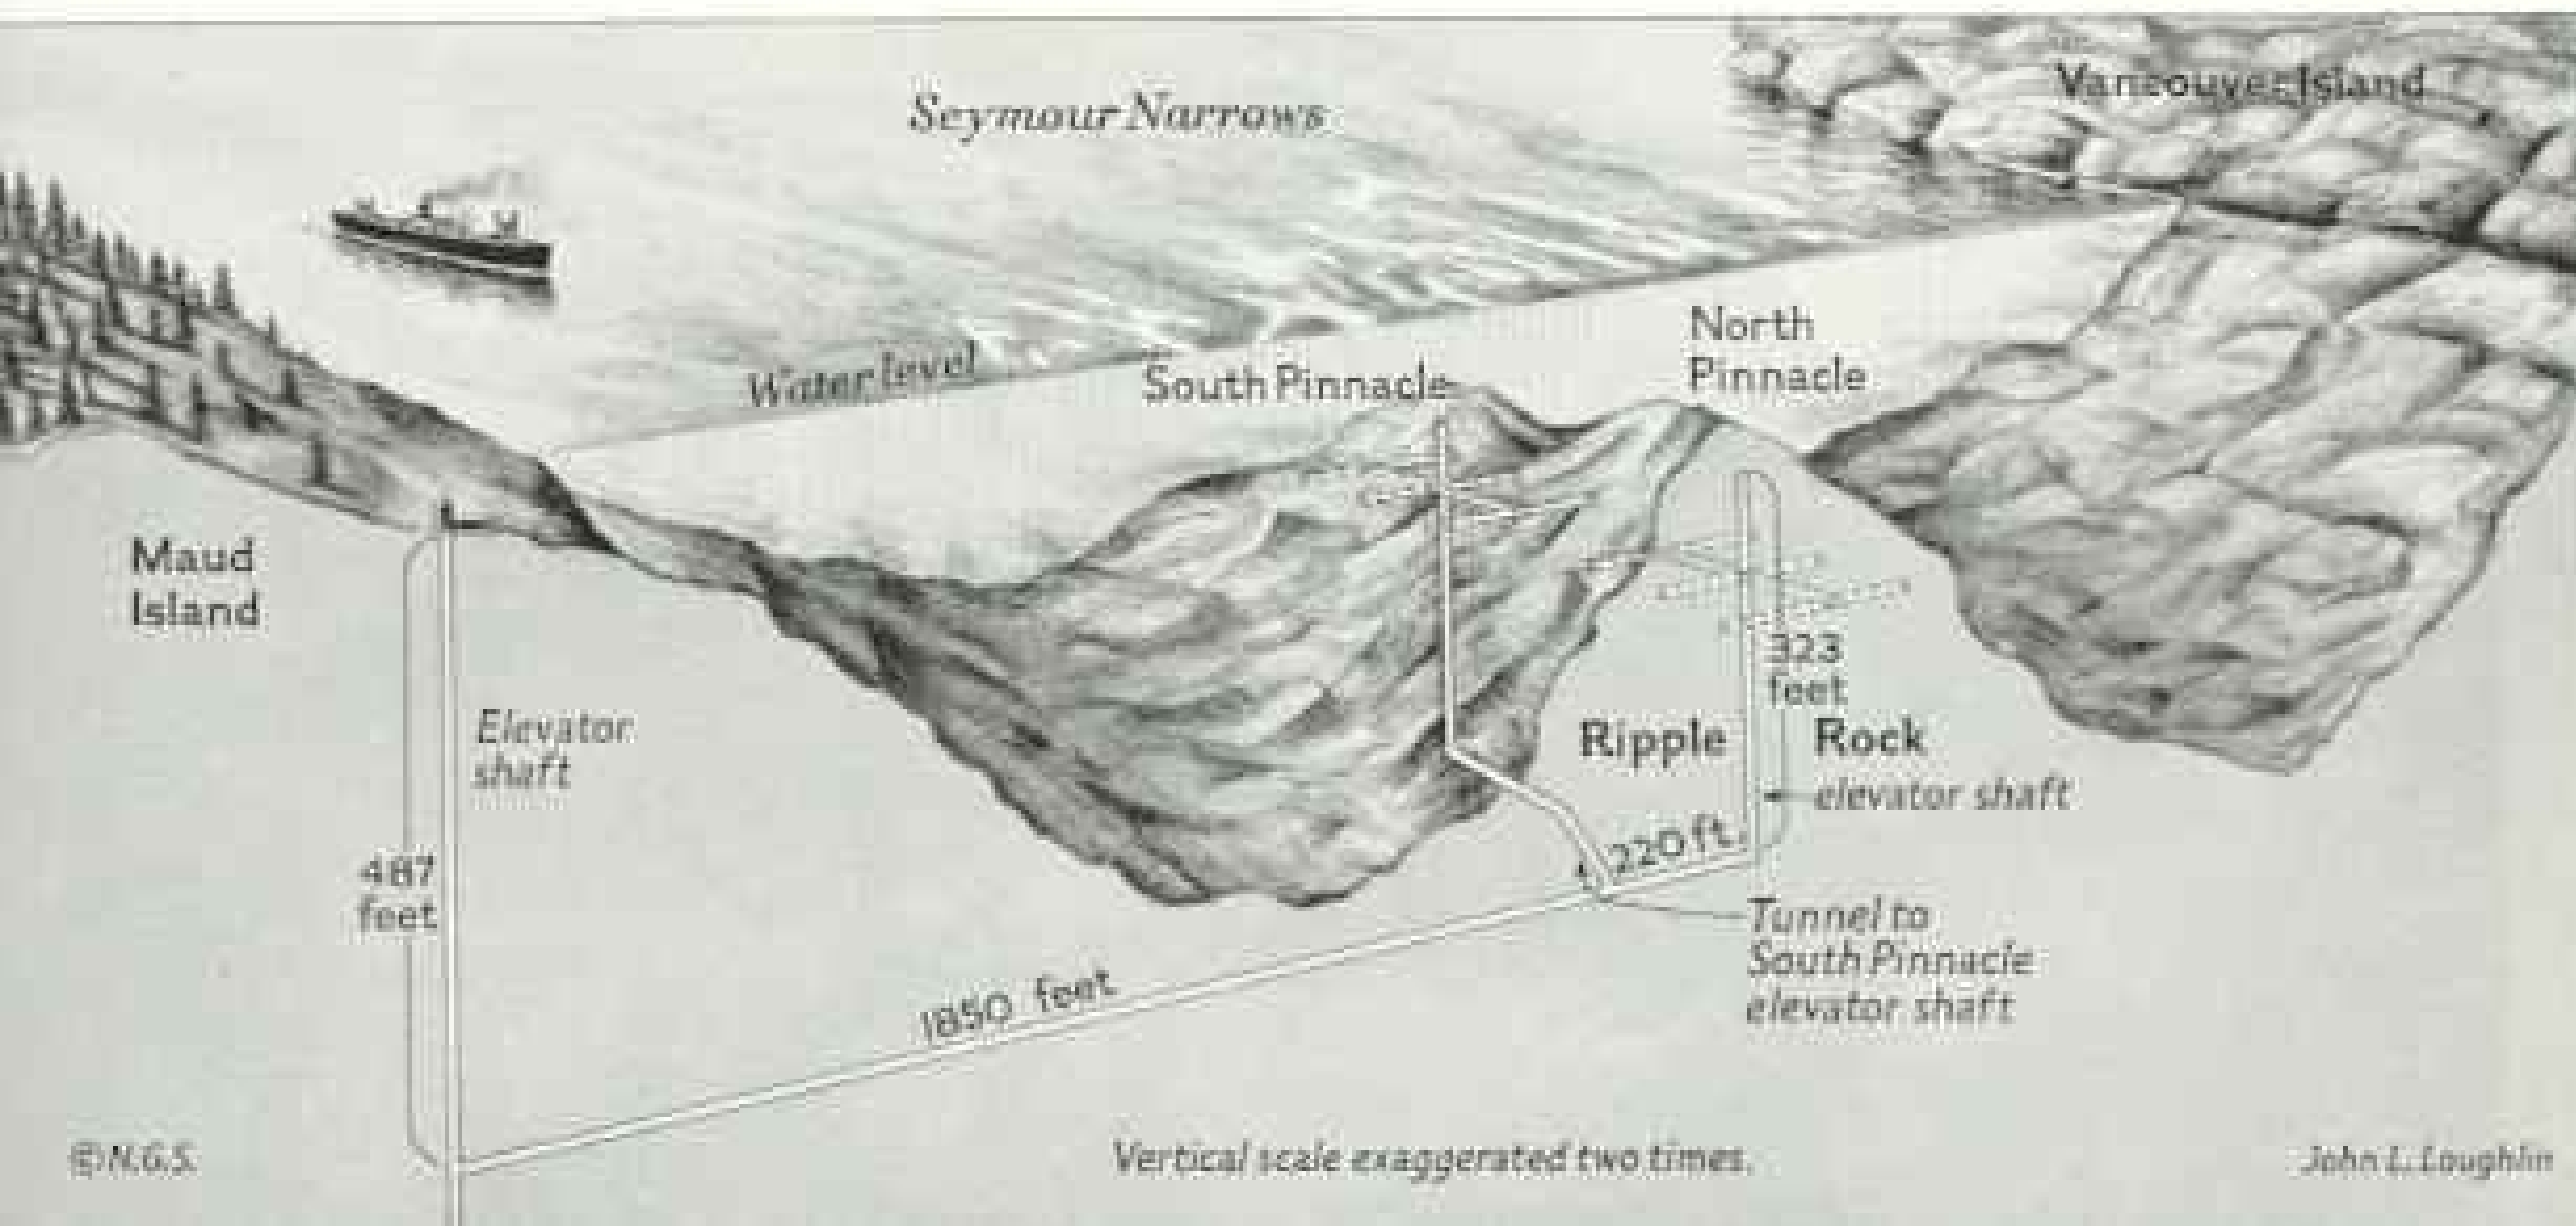 Seymour Narrows
Vancouver Island
Water level
South Pinnacle
North
Pinnacle
Maud
Island
Elevator
shaft
487
feet
1850 feet
323
feet
Ripple Rock
elevator shaft
220 ft.
Tunnel to
South Pinnacle
elevator shaft
©N.G.S.
Vertical scale exaggerated two times.
John L. Loughlin